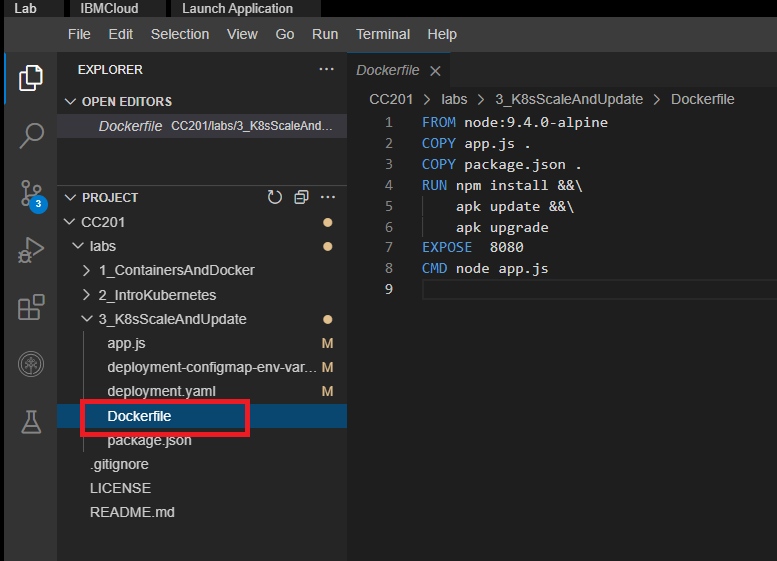 Lab IBMCloud Launch Application
File Edit Selection View Go Run Terminal Help
EXPLORER ···
OPEN EDITORS
Dockerfile CC201/labs/3_K8sScaleAnd...
PROJECT ···
CC201
labs
1_ContainersAndDocker
2_IntroKubernetes
3_K8sScaleAndUpdate
app.js M
deployment-configmap-env-var... M
deployment.yaml M
Dockerfile
package.json
.gitignore
LICENSE
README.md
3
Dockerfile
CC201 > labs > 3_K8sScaleAndUpdate > Dockerfile
1 FROM node:9.4.0-alpine
2 COPY app.js .
3 COPY package.json .
4 RUN npm install &&\
5 apk update &&\
6 apk upgrade
7 EXPOSE  8080
8 CMD node app.js
9